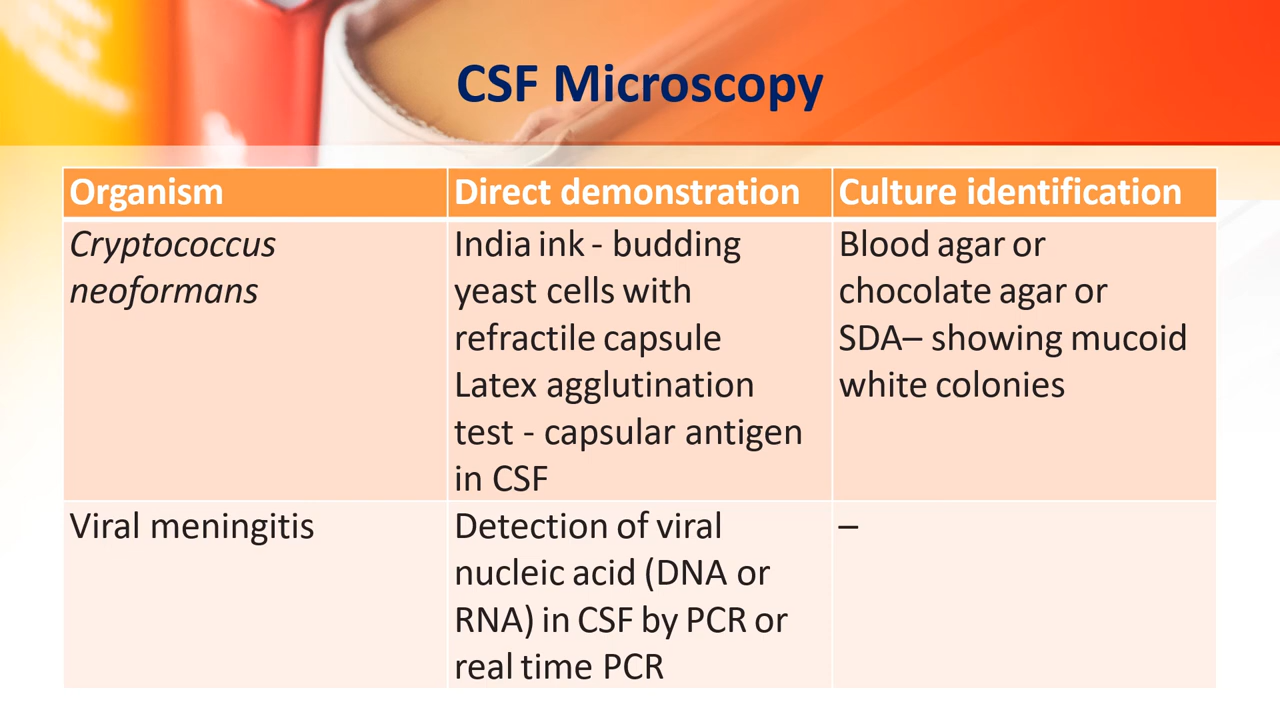 CSF Microscopy
Organism
Direct demonstration
Culture identification
Cryptococcus
neoformans
India ink - budding
yeast cells with
refractile capsule
Latex agglutination
test - capsular antigen
in CSF
Blood agar or
chocolate agar or
SDA– showing mucoid
white colonies
Viral meningitis
Detection of viral
nucleic acid (DNA or
RNA) in CSF by PCR or
real time PCR
–